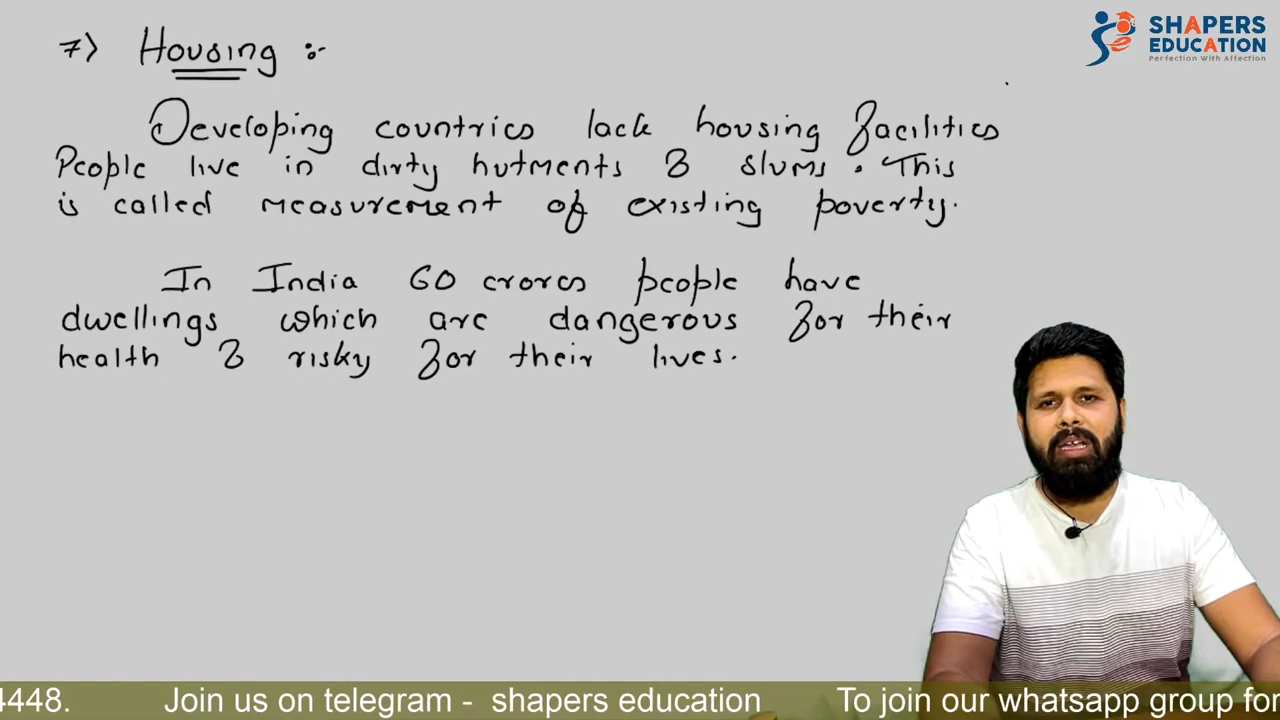 7) Housing :-
SHAPERS
EDUCATION
Perfection With Affection
Developing countries lack housing facilities
People live in dirty hutments & slums. This
is called measurement of existing poverty.
In India 60 crores people have
dwellings which are dangerous for their
health & risky for their lives.
4448. Join us on telegram - shapers education To join our whatsapp group for